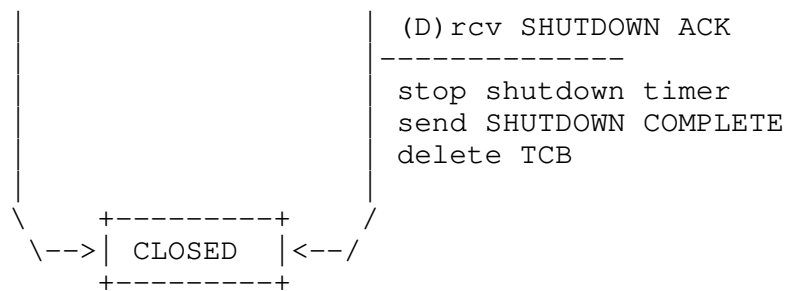 |                   | (D)rcv SHUTDOWN ACK
|                   |--------------
|                   | stop shutdown timer
|                   | send SHUTDOWN COMPLETE
|                   | delete TCB
|                   |
\    +---------+    /
 \-->| CLOSED  |<--/
     +---------+